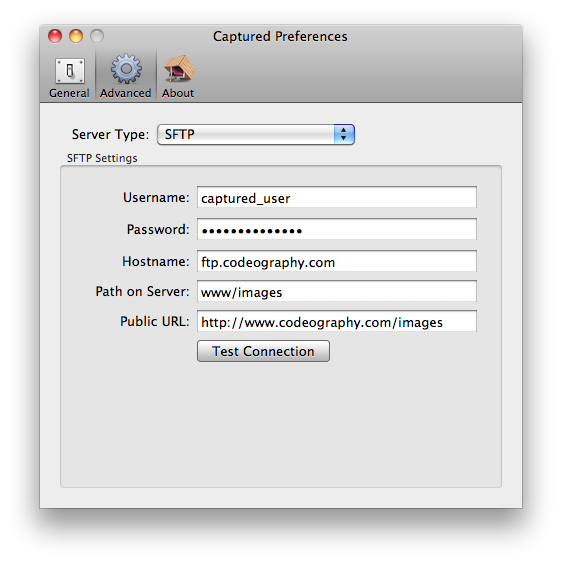 Captured Preferences
General Advanced About
Server Type: SFTP
SFTP Settings
Username: captured_user
Password: ••••••••••••••
Hostname: ftp.codeography.com
Path on Server: www/images
Public URL: http://www.codeography.com/images
Test Connection